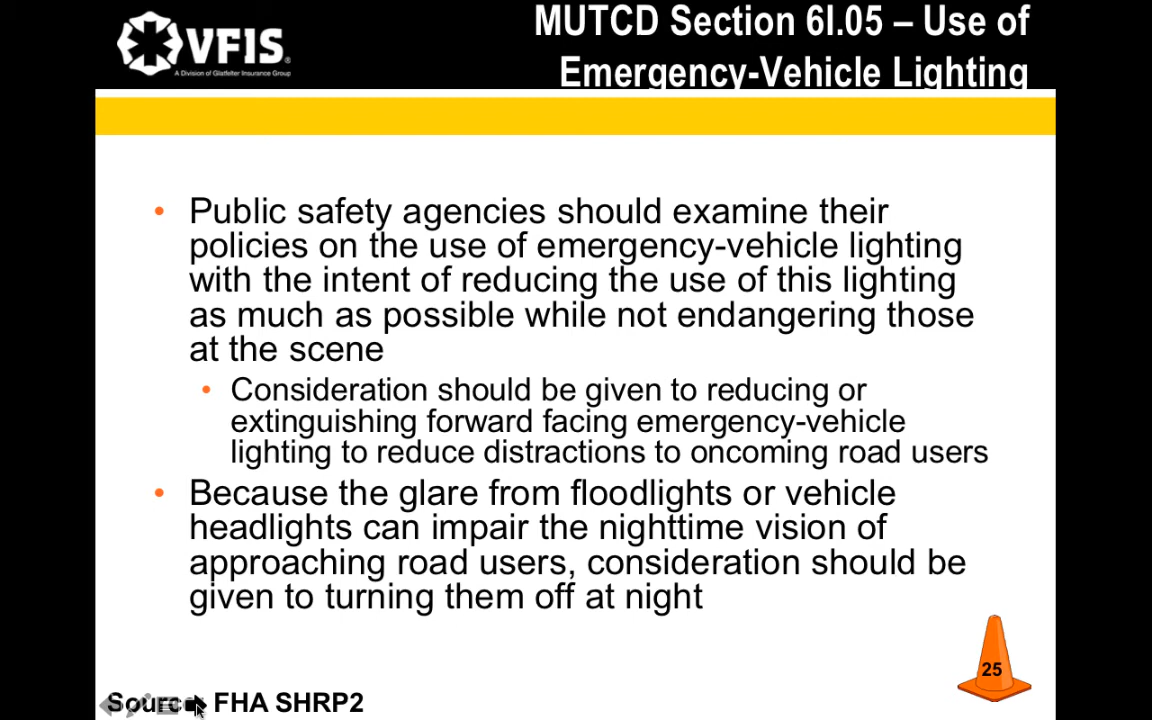 VFIS®
A Division of Glatfelter Insurance Group
MUTCD Section 6I.05 – Use of
Emergency-Vehicle Lighting
• Public safety agencies should examine their
policies on the use of emergency-vehicle lighting
with the intent of reducing the use of this lighting
as much as possible while not endangering those
at the scene
• Consideration should be given to reducing or
extinguishing forward facing emergency-vehicle
lighting to reduce distractions to oncoming road users
• Because the glare from floodlights or vehicle
headlights can impair the nighttime vision of
approaching road users, consideration should be
given to turning them off at night
25
FHA SHRP2